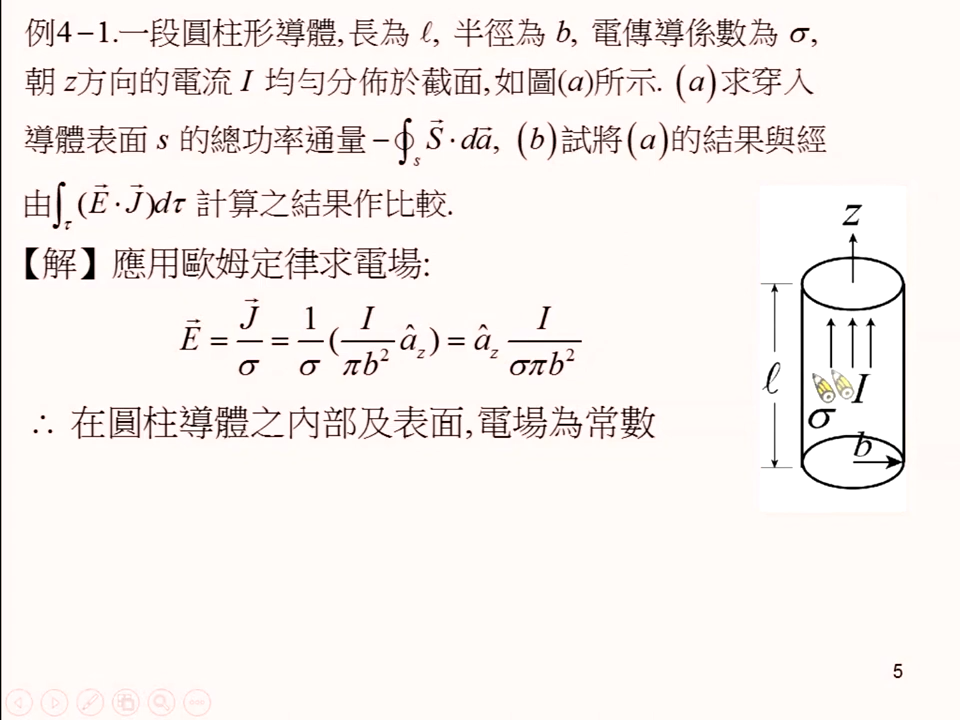 例4-1.一段圓柱形導體,長為 ℓ, 半徑為 b, 電傳導係數為 σ,
朝 z方向的電流 I 均勻分佈於截面,如圖(a)所示. (a)求穿入
導體表面 s 的總功率通量 -∮ₛ S⃗·da⃗, (b)試將(a)的結果與經
由∫_τ (E⃗·J⃗)dτ 計算之結果作比較.
【解】應用歐姆定律求電場:
E⃗ = J⃗/σ = 1/σ (I/πb² â_z) = â_z I/σπb²
∴ 在圓柱導體之內部及表面,電場為常數
z
ℓ
I
σ
b
5